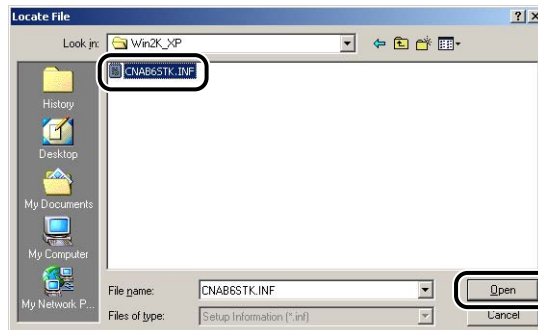 Locate File
Look in: Win2K_XP
CNAB6STK.INF
History
Desktop
My Documents
My Computer
My Network P...
File name: CNAB6STK.INF Open
Files of type: Setup Information (*.inf) Cancel